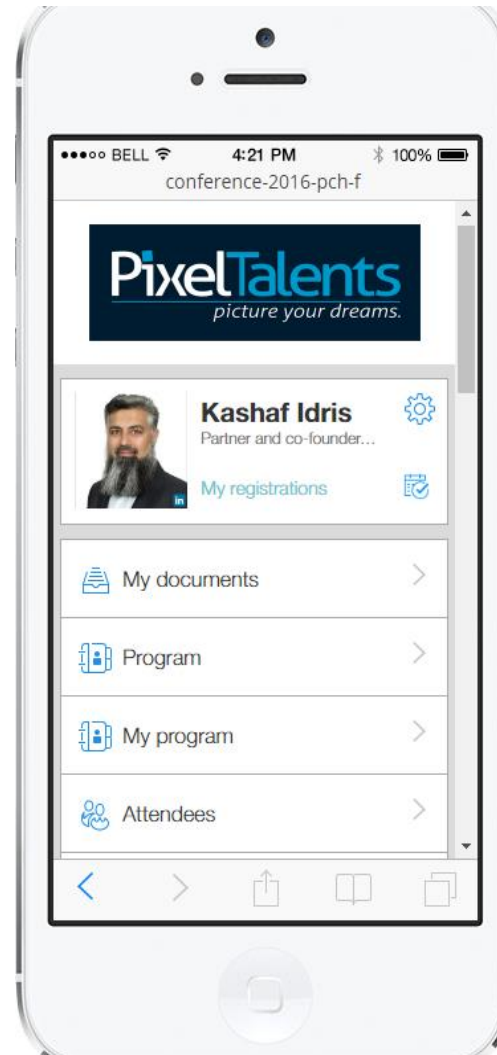 BELL 4:21 PM 100%
conference-2016-pch-f
PixelTalents
picture your dreams.
Kashaf Idris
Partner and co-founder...
in
My registrations
My documents
Program
My program
Attendees